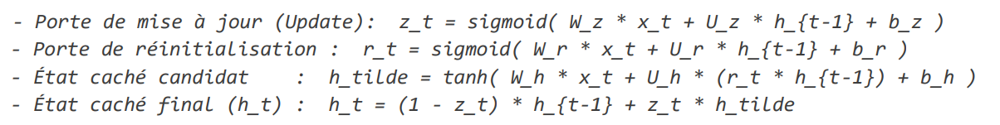 - Porte de mise à jour (Update):  z_t = sigmoid( W_z * x_t + U_z * h_{t-1} + b_z )
- Porte de réinitialisation :  r_t = sigmoid( W_r * x_t + U_r * h_{t-1} + b_r )
- État caché candidat    :  h_tilde = tanh( W_h * x_t + U_h * (r_t * h_{t-1}) + b_h )
- État caché final (h_t) :  h_t = (1 - z_t) * h_{t-1} + z_t * h_tilde